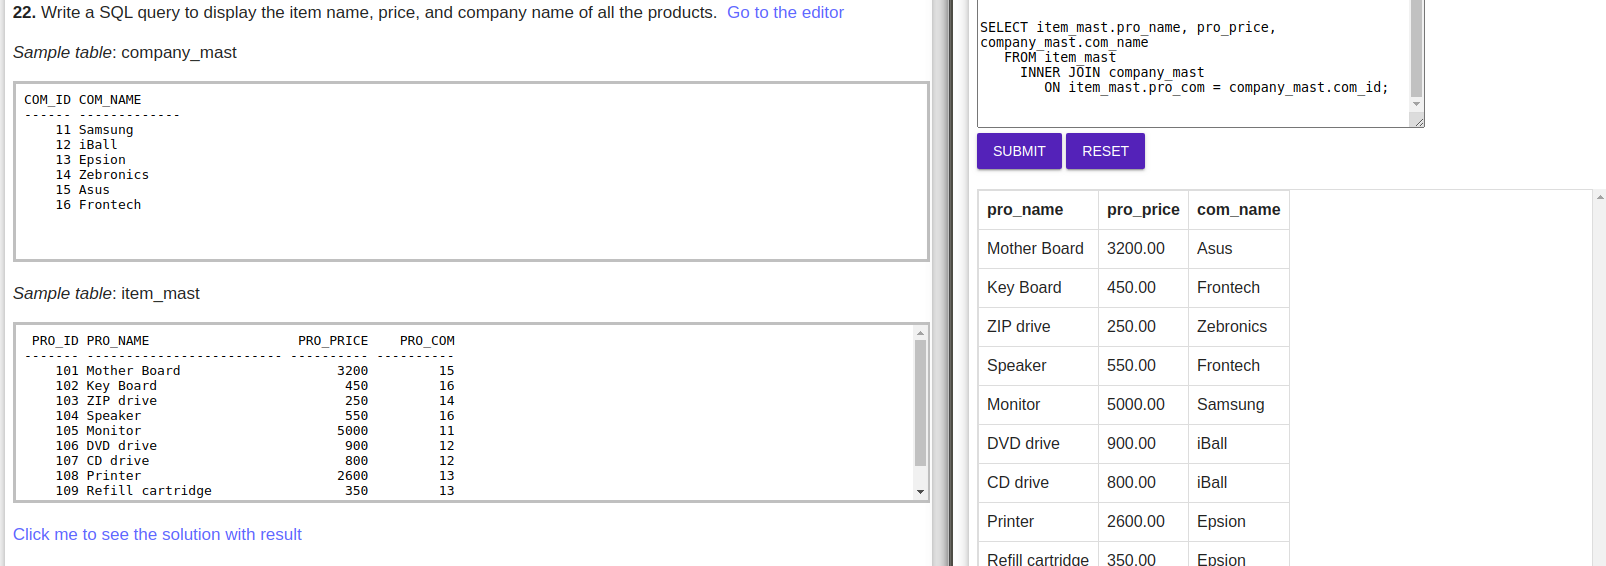 22. Write a SQL query to display the item name, price, and company name of all the products.  Go to the editor
Sample table: company_mast
COM_ID COM_NAME
------ -------------
11 Samsung
12 iBall
13 Epsion
14 Zebronics
15 Asus
16 Frontech
Sample table: item_mast
PRO_ID PRO_NAME                       PRO_PRICE    PRO_COM
------- ------------------------- ---------- ----------
101 Mother Board                    3200         15
102 Key Board                        450         16
103 ZIP drive                        250         14
104 Speaker                          550         16
105 Monitor                         5000         11
106 DVD drive                        900         12
107 CD drive                         800         12
108 Printer                         2600         13
109 Refill cartridge                 350         13
Click me to see the solution with result
SELECT item_mast.pro_name, pro_price,
company_mast.com_name
FROM item_mast
INNER JOIN company_mast
ON item_mast.pro_com = company_mast.com_id;
SUBMIT RESET
pro_name pro_price com_name
Mother Board 3200.00 Asus
Key Board 450.00 Frontech
ZIP drive 250.00 Zebronics
Speaker 550.00 Frontech
Monitor 5000.00 Samsung
DVD drive 900.00 iBall
CD drive 800.00 iBall
Printer 2600.00 Epsion
Refill cartridge 350.00 Epsion